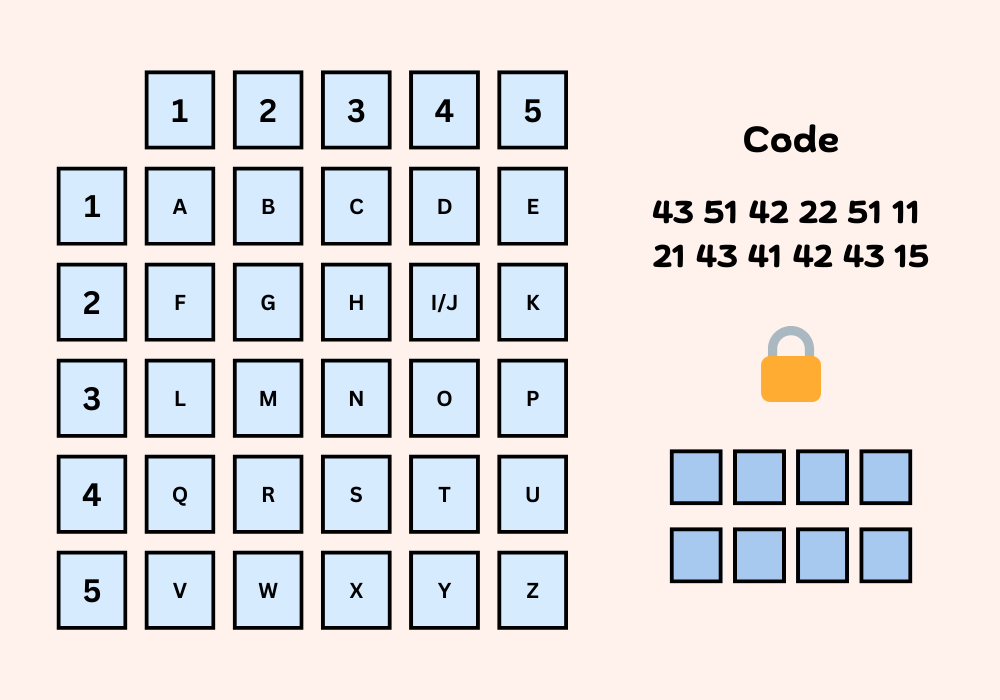 1 2 3 4 5
1 A B C D E
2 F G H I/J K
3 L M N O P
4 Q R S T U
5 V W X Y Z
Code
43 51 42 22 51 11
21 43 41 42 43 15